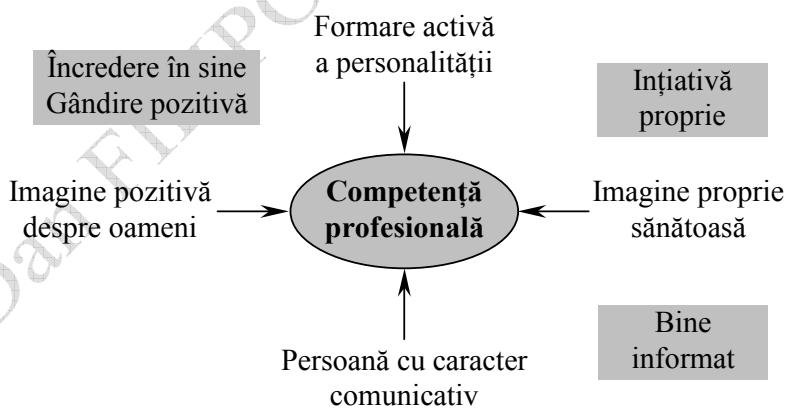 Formare activă
a personalității
Încredere în sine
Gândire pozitivă
Inițiativă
proprie
Imagine pozitivă
despre oameni
Competență
profesională
Imagine proprie
sănătoasă
Bine
informat
Persoană cu caracter
comunicativ
Dan